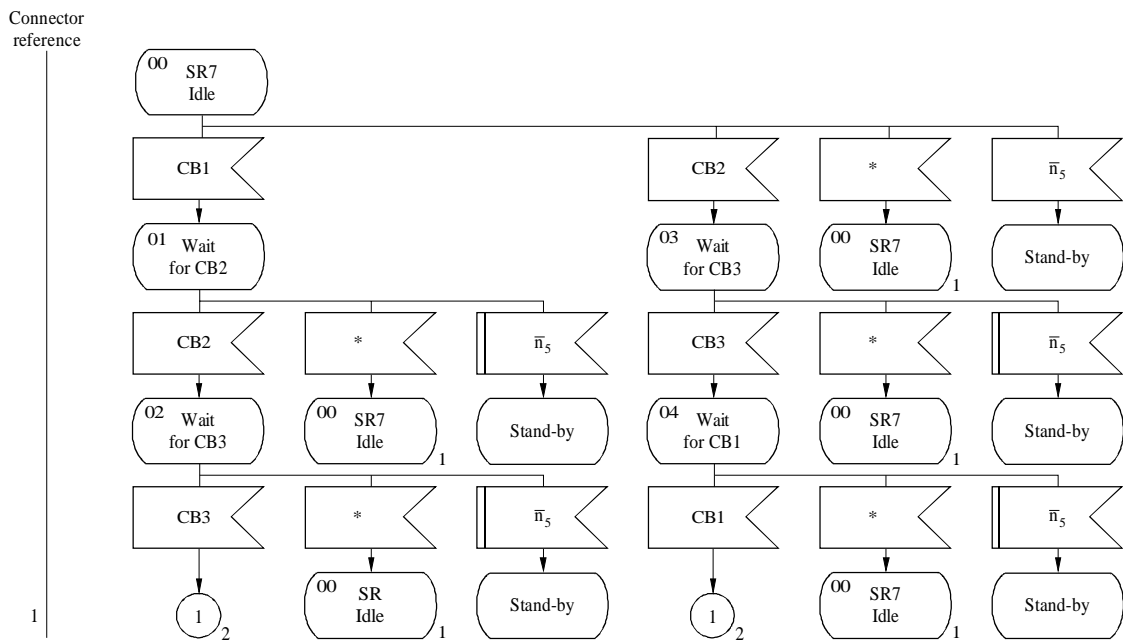 Connector
reference
00
SR7
Idle
CB1
CB2
*
n̅5
01
Wait
for CB2
03
Wait
for CB3
00
SR7
Idle
1
Stand-by
CB2
*
n̅5
CB3
*
n̅5
02
Wait
for CB3
00
SR7
Idle
1
Stand-by
04
Wait
for CB1
00
SR7
Idle
1
Stand-by
CB3
*
n̅5
CB1
*
n̅5
1
1
2
00
SR
Idle
1
Stand-by
1
2
00
SR7
Idle
1
Stand-by